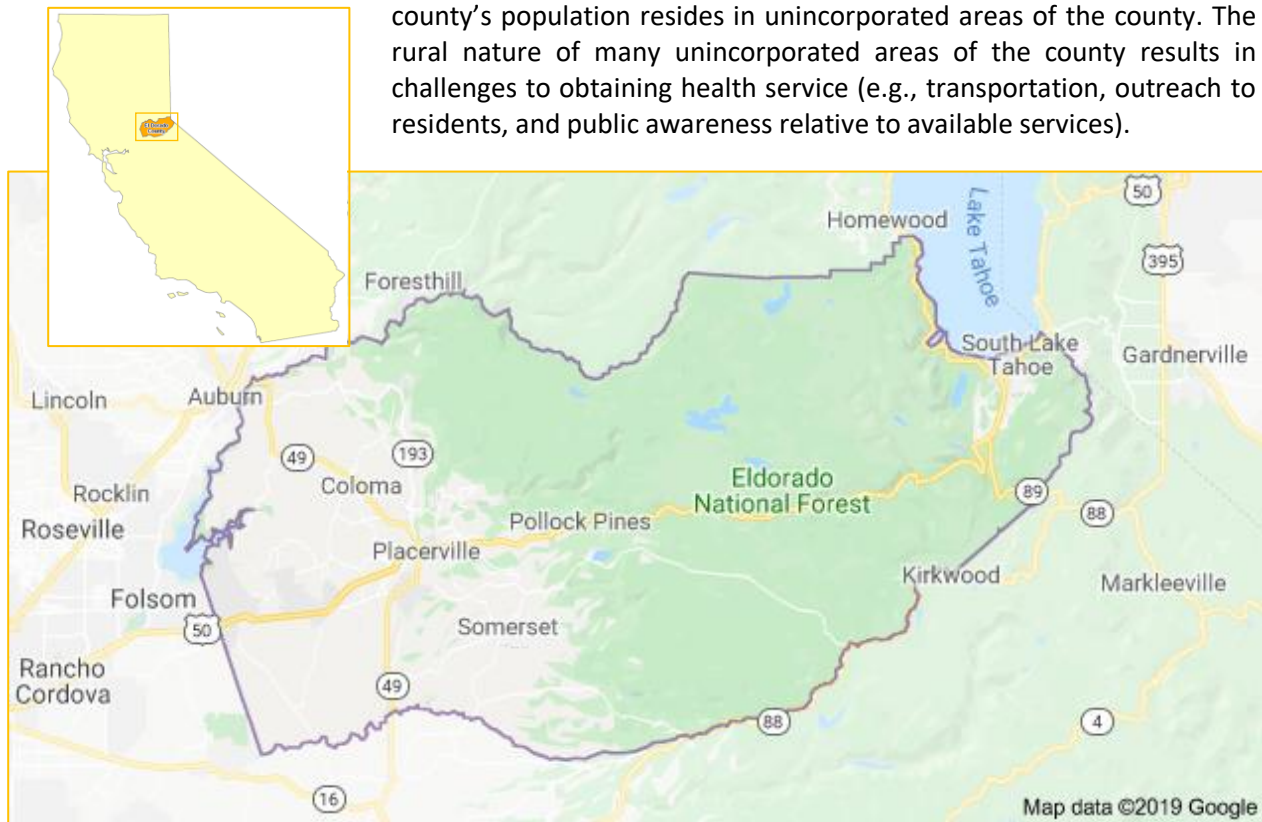 county’s population resides in unincorporated areas of the county. The
rural nature of many unincorporated areas of the county results in
challenges to obtaining health service (e.g., transportation, outreach to
residents, and public awareness relative to available services).
El Dorado
County
Homewood
Lake Tahoe
50
395
Foresthill
South Lake
Tahoe
Gardnerville
Lincoln
Auburn
49
193
Coloma
Rocklin
Roseville
Eldorado
National Forest
89
88
Pollock Pines
Placerville
Kirkwood
Markleeville
Folsom
50
Somerset
Rancho
Cordova
49
88
4
16
Map data ©2019 Google